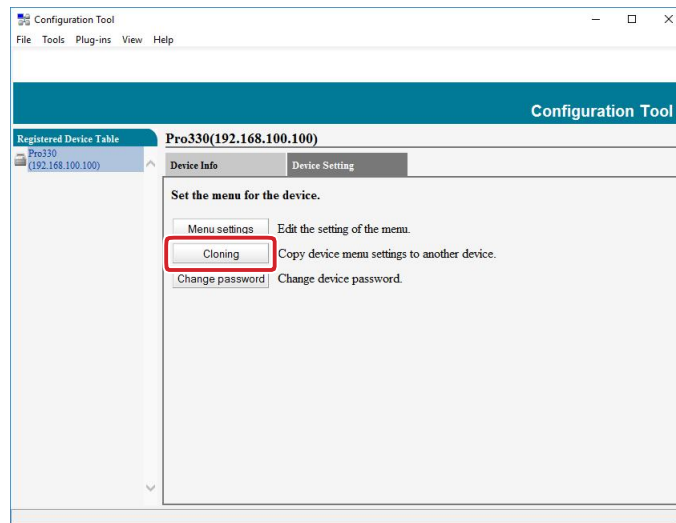 Configuration Tool
File Tools Plug-ins View Help
Configuration Tool
Registered Device Table
Pro330
(192.168.100.100)
Pro330(192.168.100.100)
Device Info Device Setting
Set the menu for the device.
Menu settings Edit the setting of the menu.
Cloning Copy device menu settings to another device.
Change password Change device password.